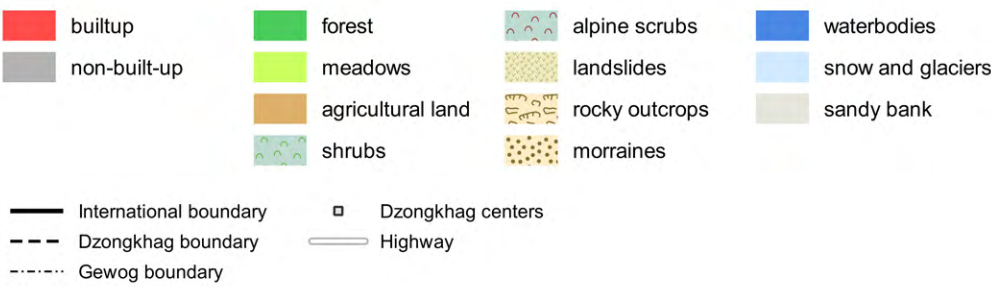 builtup forest alpine scrubs waterbodies
non-built-up meadows landslides snow and glaciers
agricultural land rocky outcrops sandy bank
shrubs morraines
International boundary Dzongkhag centers
Dzongkhag boundary Highway
Gewog boundary